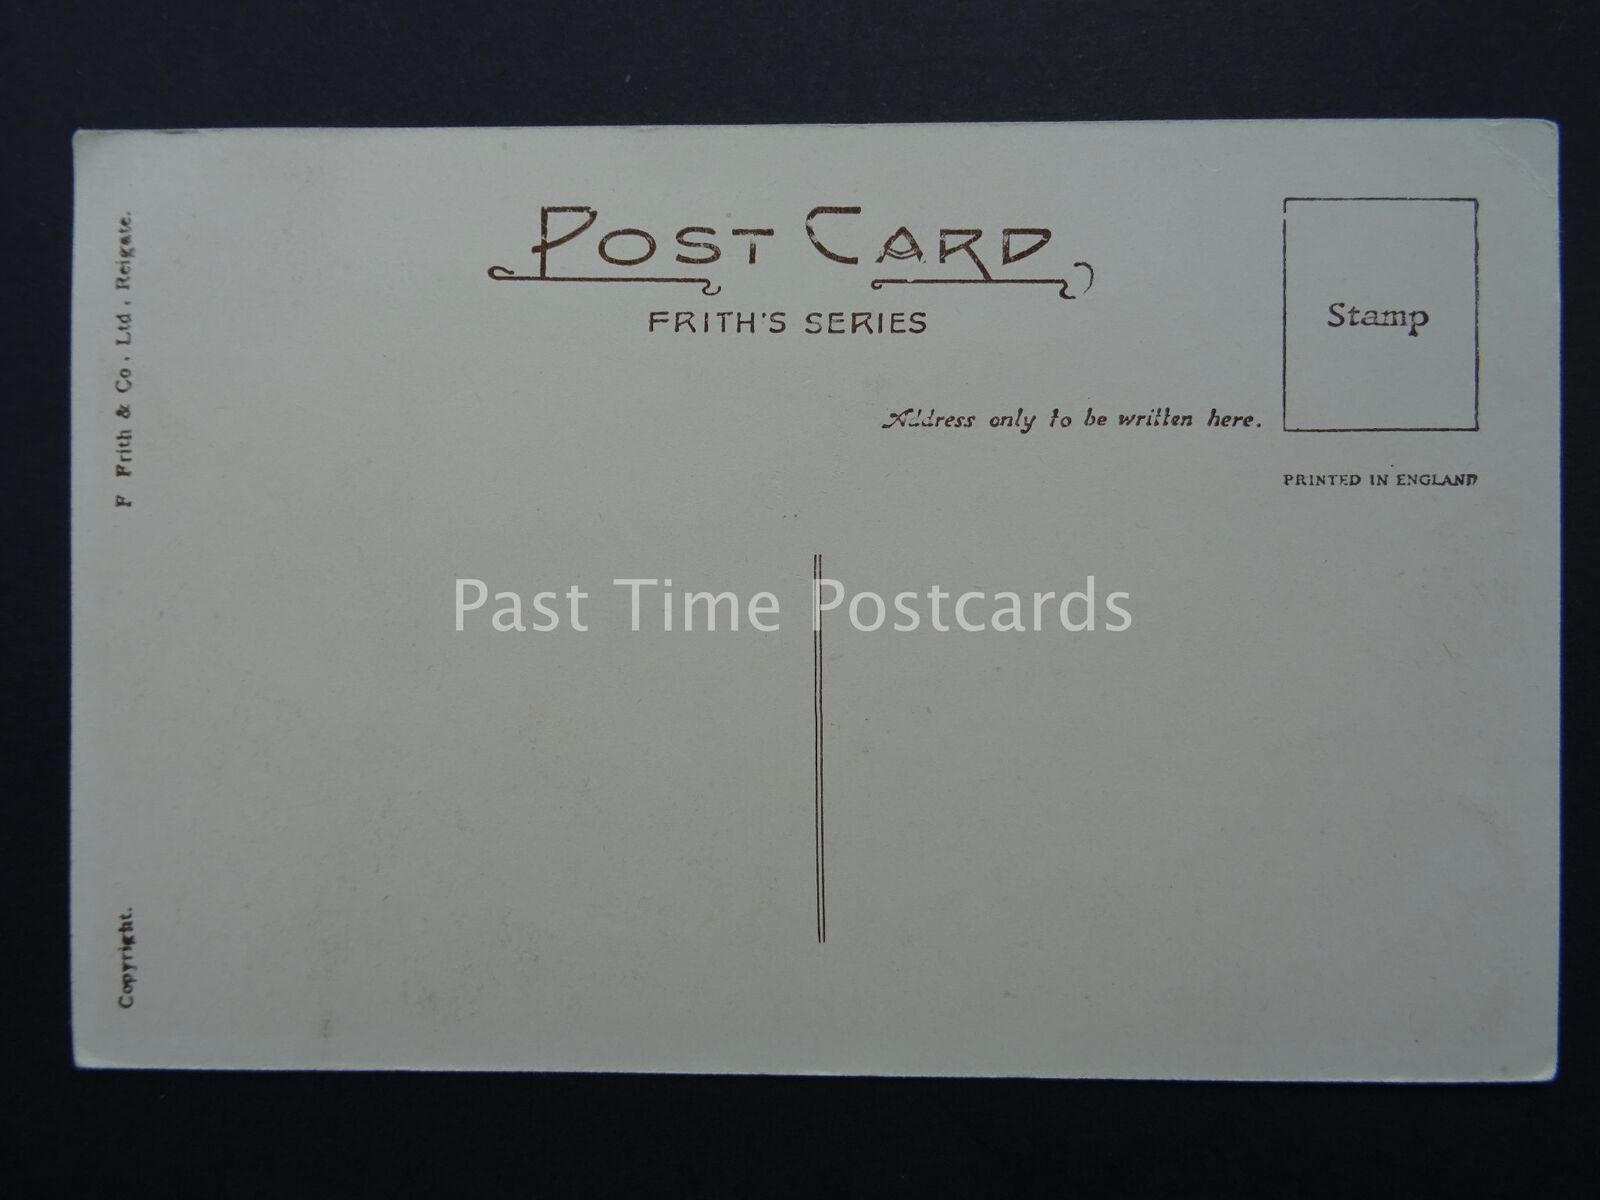 POST CARD
FRITH'S SERIES
Stamp
Address only to be written here.
PRINTED IN ENGLAND
F Frith & Co., Ltd., Reigate.
Copyright.
Past Time Postcards